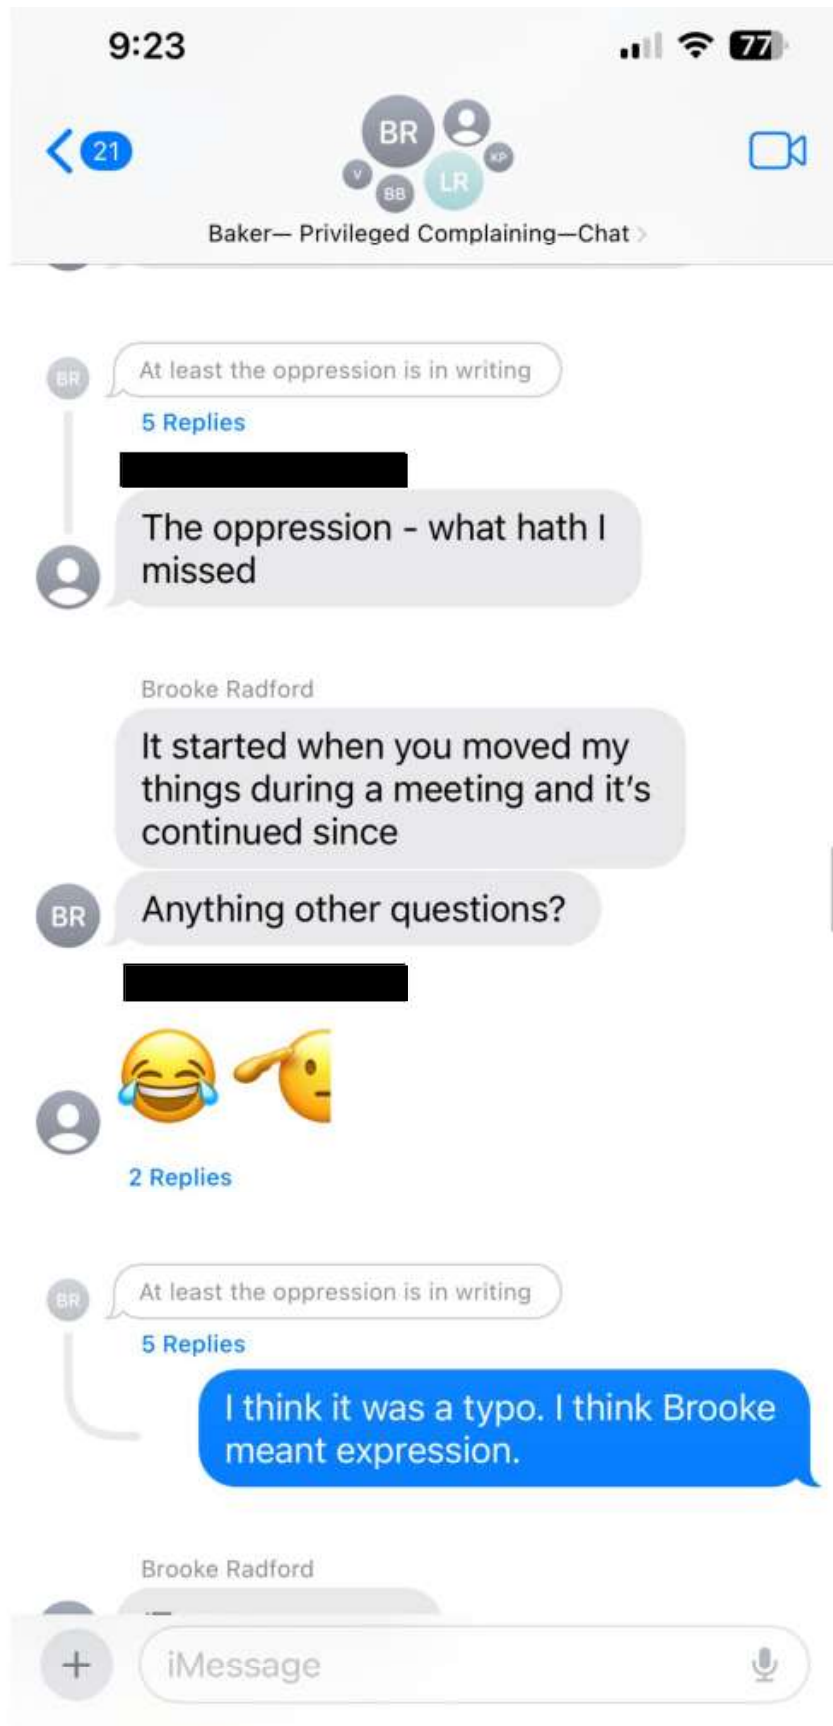 9:23
77
21
BR
V
BB
LR
KP
Baker— Privileged Complaining—Chat
BR
At least the oppression is in writing
5 Replies
The oppression - what hath I
missed
Brooke Radford
It started when you moved my
things during a meeting and it's
continued since
BR
Anything other questions?
😂
2 Replies
BR
At least the oppression is in writing
5 Replies
I think it was a typo. I think Brooke
meant expression.
Brooke Radford
iMessage